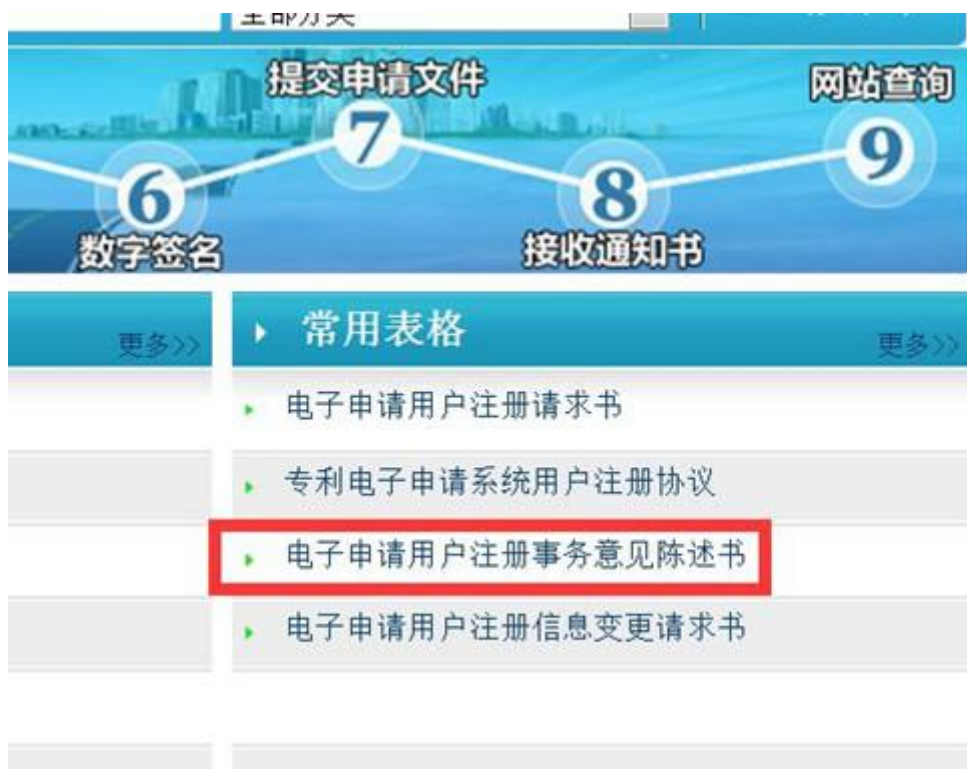 全部分类
提交申请文件
网站查询
7
9
6
8
数字签名
接收通知书
更多>>
常用表格
更多>>
电子申请用户注册请求书
专利电子申请系统用户注册协议
电子申请用户注册事务意见陈述书
电子申请用户注册信息变更请求书